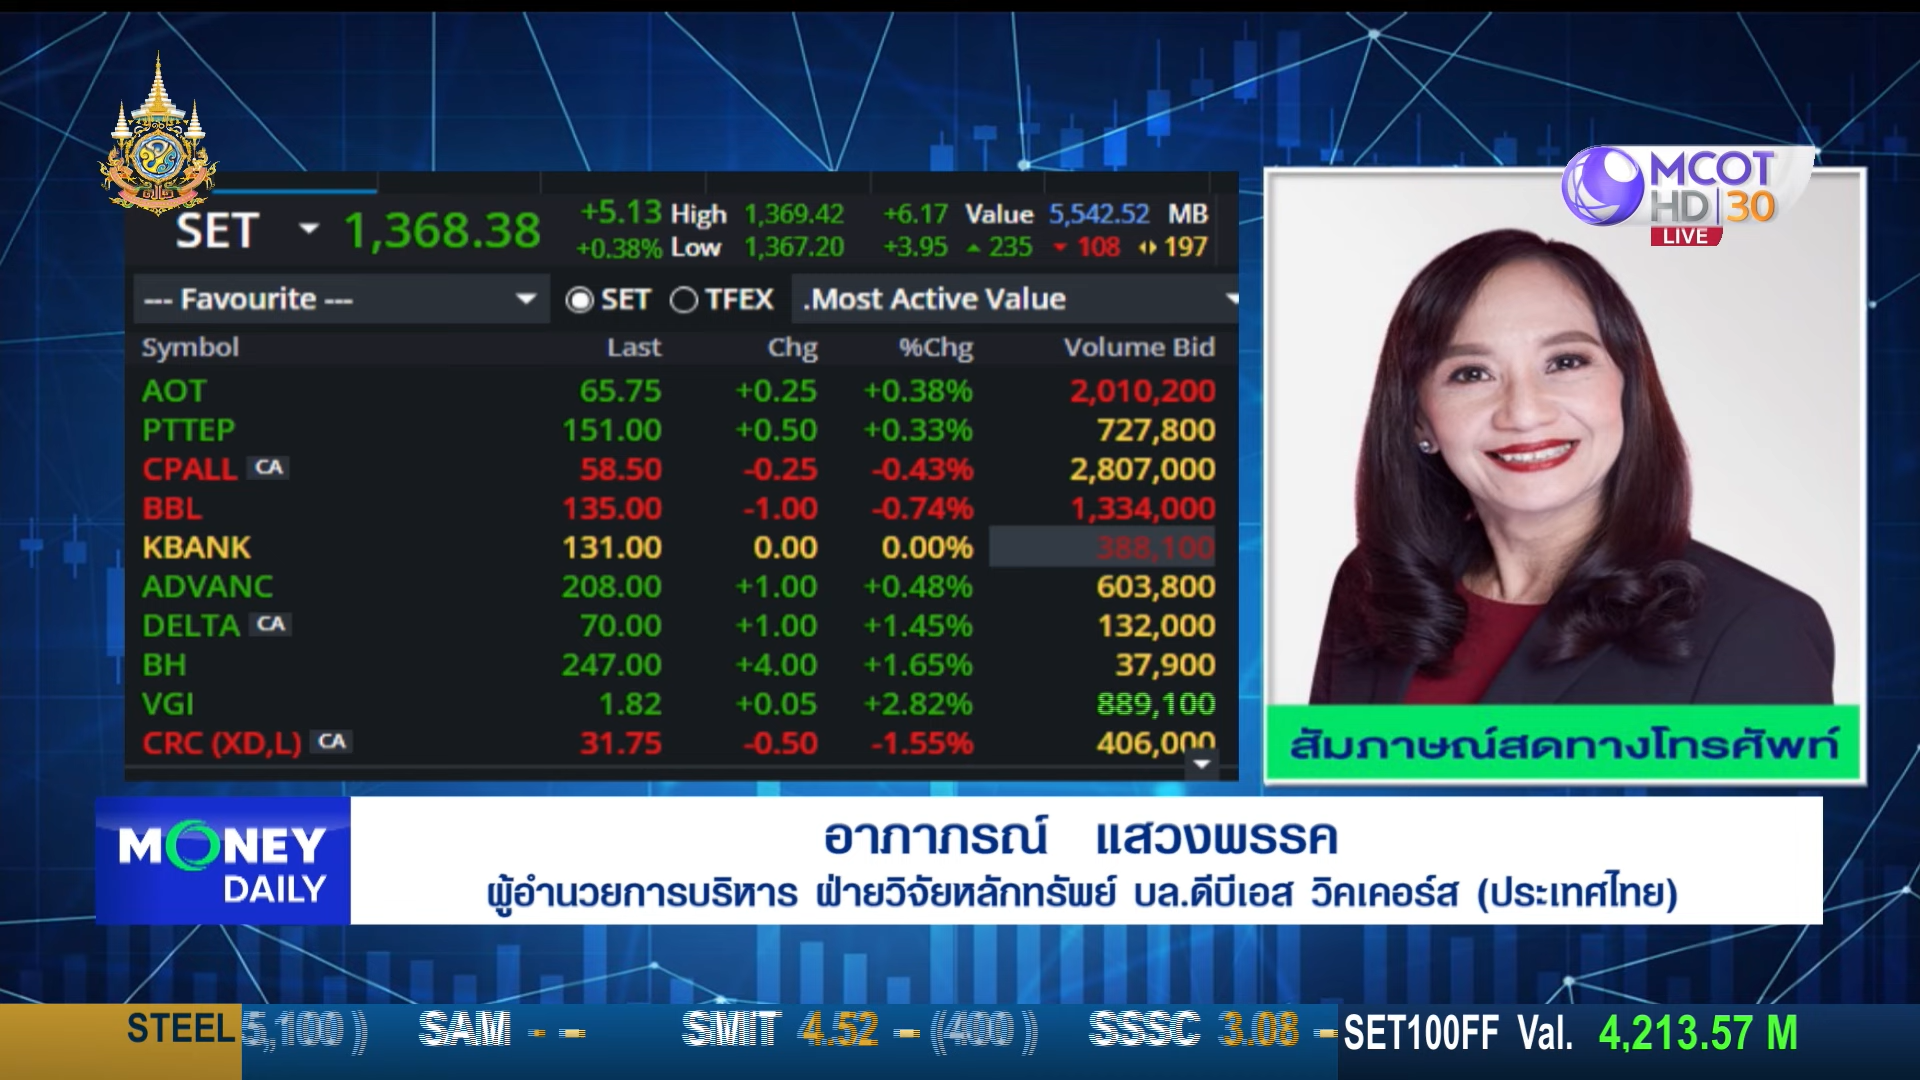 MCOT
HD 30
LIVE
SET 1,368.38 +5.13 High 1,369.42 +6.17 Value 5,542.52 MB
+0.38% Low 1,367.20 +3.95 235 108 197
--- Favourite --- SET TFEX .Most Active Value
Symbol Last Chg %Chg Volume Bid
AOT 65.75 +0.25 +0.38% 2,010,200
PTTEP 151.00 +0.50 +0.33% 727,800
CPALL CA 58.50 -0.25 -0.43% 2,807,000
BBL 135.00 -1.00 -0.74% 1,334,000
KBANK 131.00 0.00 0.00% 388,100
ADVANC 208.00 +1.00 +0.48% 603,800
DELTA CA 70.00 +1.00 +1.45% 132,000
BH 247.00 +4.00 +1.65% 37,900
VGI 1.82 +0.05 +2.82% 889,100
CRC (XD,L) CA 31.75 -0.50 -1.55% 406,000
สัมภาษณ์สดทางโทรศัพท์
MONEY
DAILY
อาภาภรณ์ แสวงพรรค
ผู้อำนวยการบริหาร ฝ่ายวิจัยหลักทรัพย์ บล.ดีบีเอส วิคเคอร์ส (ประเทศไทย)
STEEL 5,100 )) SAM - - SMIT 4.52 - ((400 )) SSSC 3.08 - SET100FF Val. 4,213.57 M